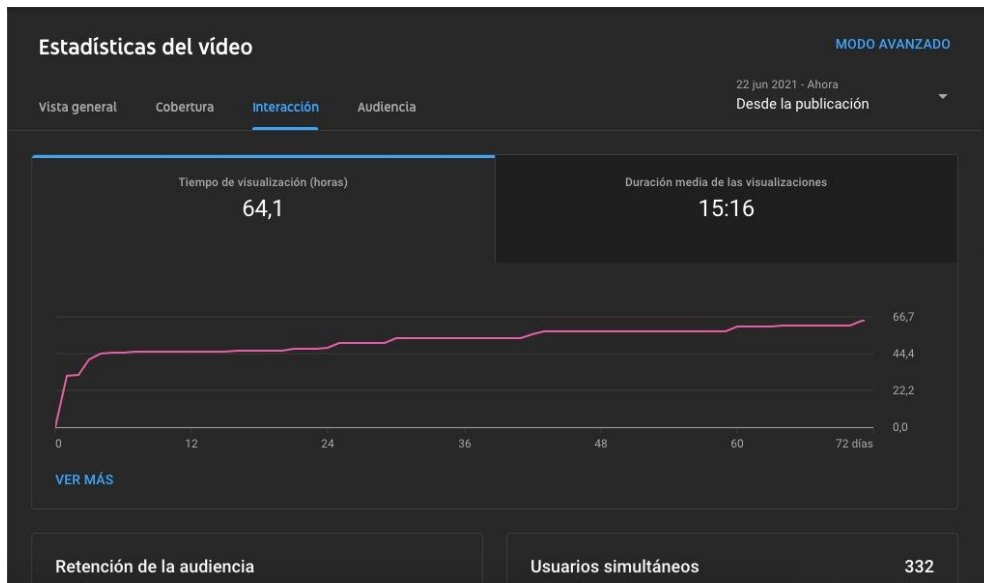 Estadísticas del vídeo
MODO AVANZADO
Vista general
Cobertura
Interacción
Audiencia
22 jun 2021 - Ahora
Desde la publicación
Tiempo de visualización (horas)
64,1
Duración media de las visualizaciones
15:16
66,7
44,4
22,2
0,0
0
12
24
36
48
60
72 días
VER MÁS
Retención de la audiencia
Usuarios simultáneos
332